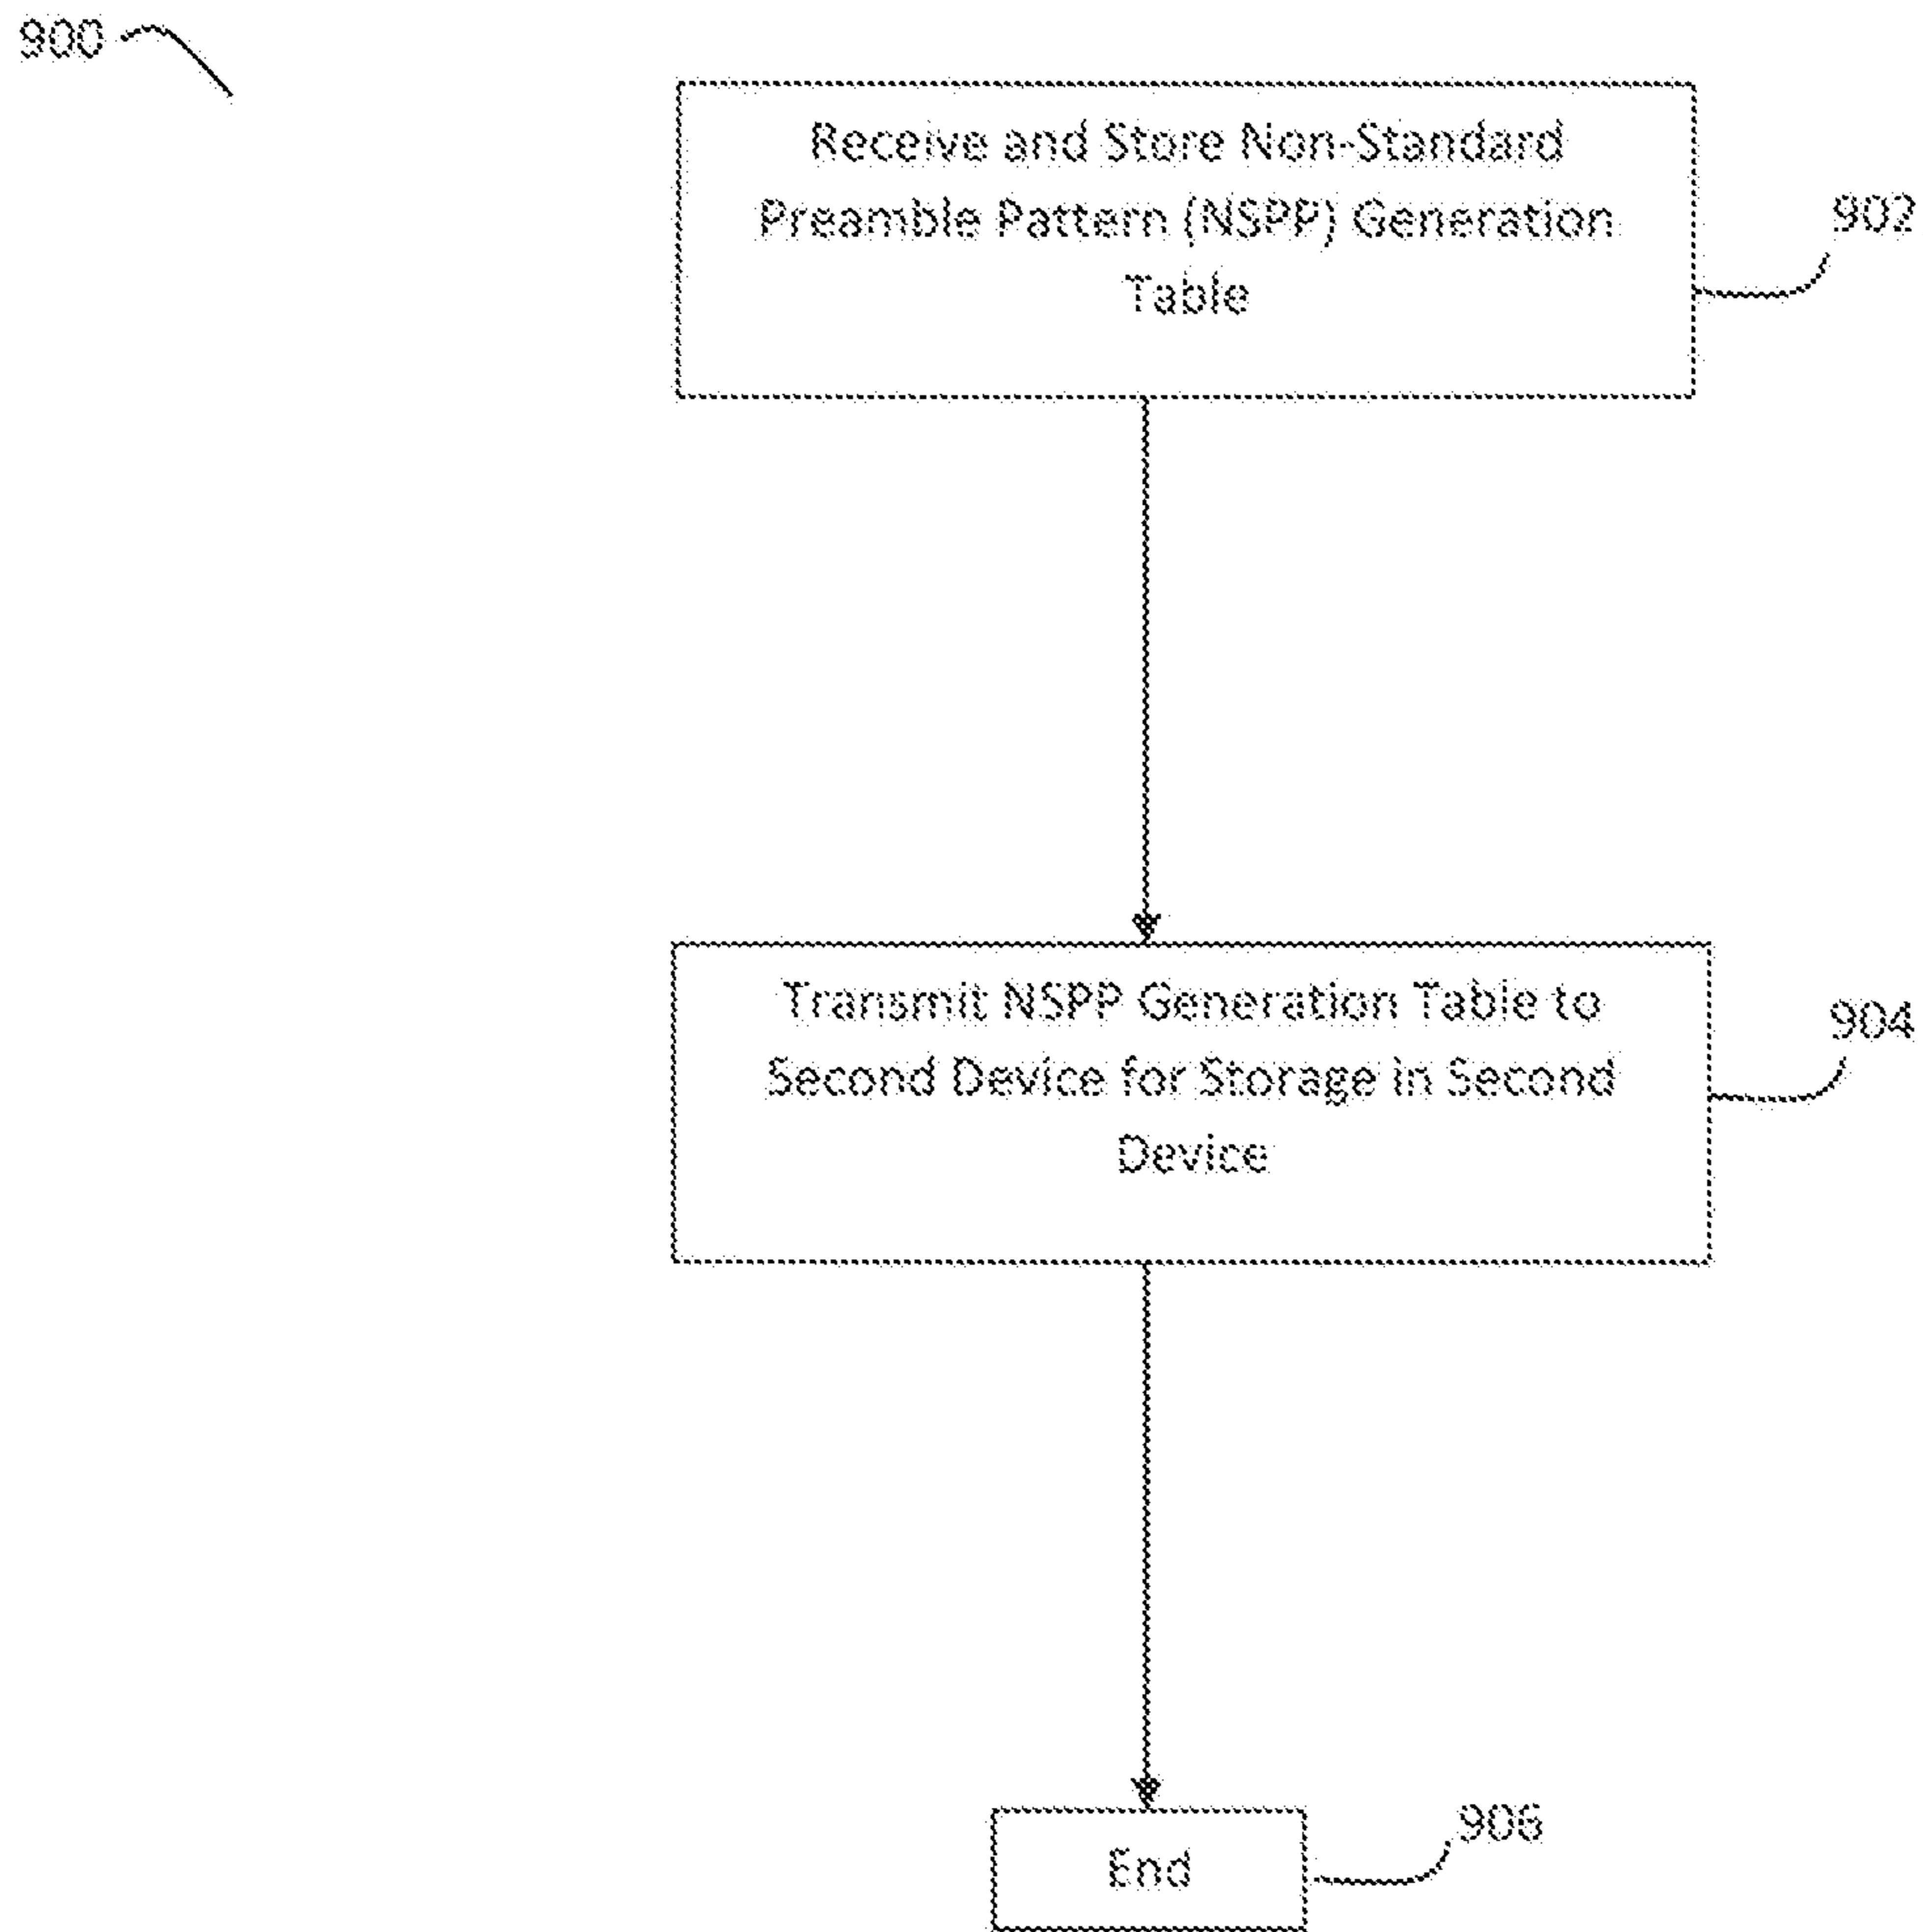 900
Receive and Store Non-Standard
Preamble Pattern (NSPP) Generation
Table
902
Transmit NSPP Generation Table to
Second Device for Storage in Second
Device
904
End
906